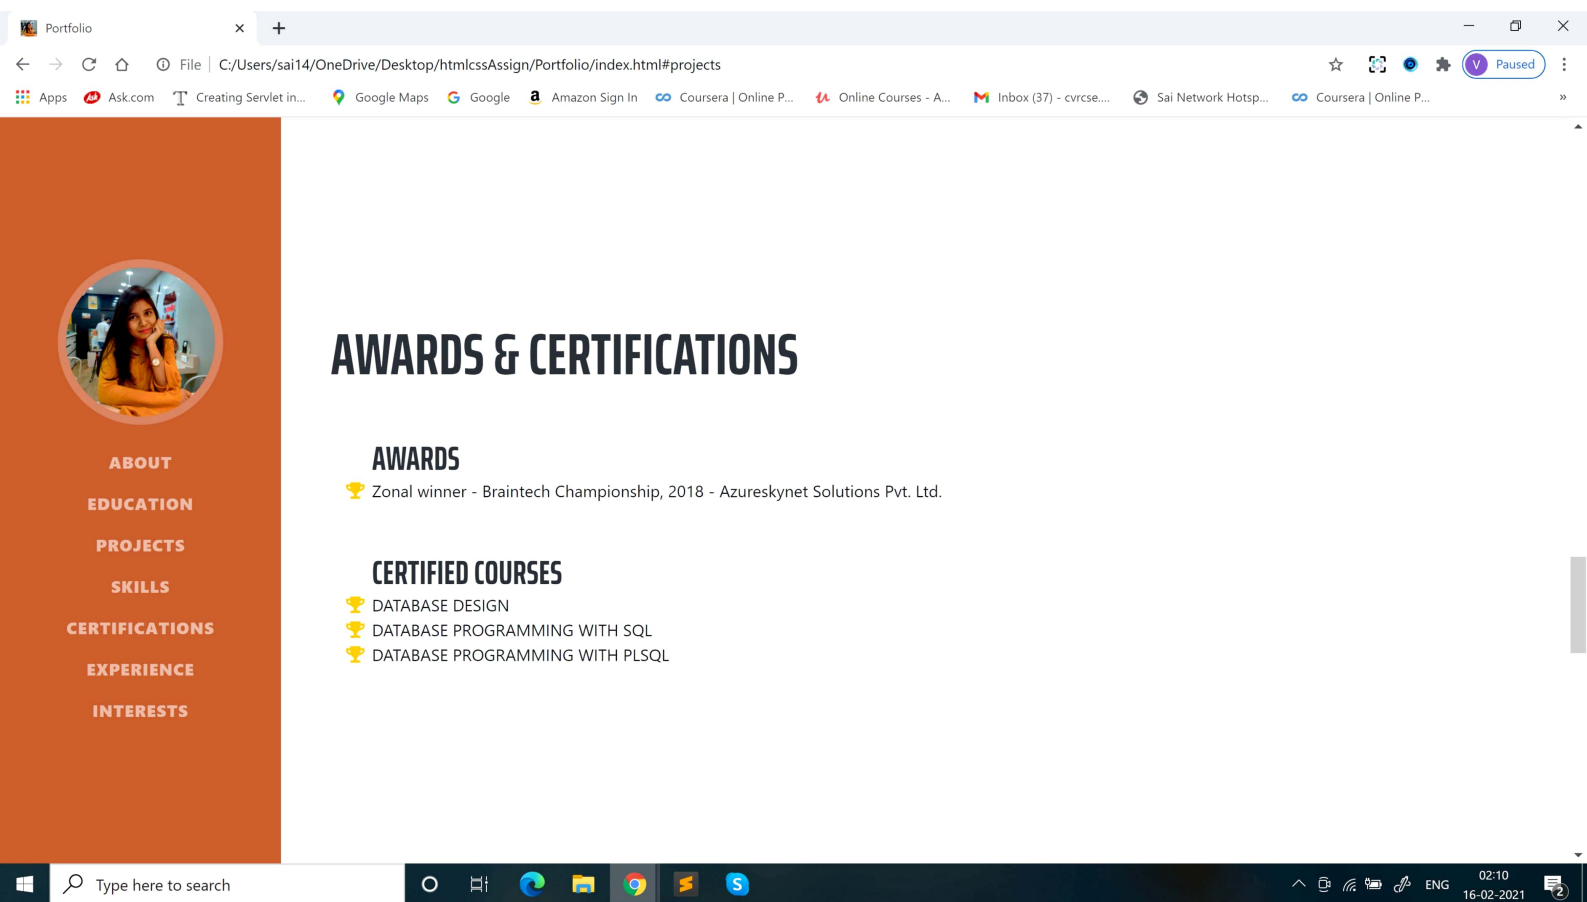 Portfolio
File
C:/Users/sai14/OneDrive/Desktop/htmlcssAssign/Portfolio/index.html#projects
V Paused
Apps
Ask Ask.com
Creating Servlet in...
Google Maps
Google
Amazon Sign In
Coursera | Online P...
Online Courses - A...
Inbox (37) - cvrcse....
Sai Network Hotsp...
Coursera | Online P...
»
ABOUT
EDUCATION
PROJECTS
SKILLS
CERTIFICATIONS
EXPERIENCE
INTERESTS
AWARDS & CERTIFICATIONS
AWARDS
Zonal winner - Braintech Championship, 2018 - Azureskynet Solutions Pvt. Ltd.
CERTIFIED COURSES
DATABASE DESIGN
DATABASE PROGRAMMING WITH SQL
DATABASE PROGRAMMING WITH PLSQL
Type here to search
ENG
02:10
16-02-2021
2